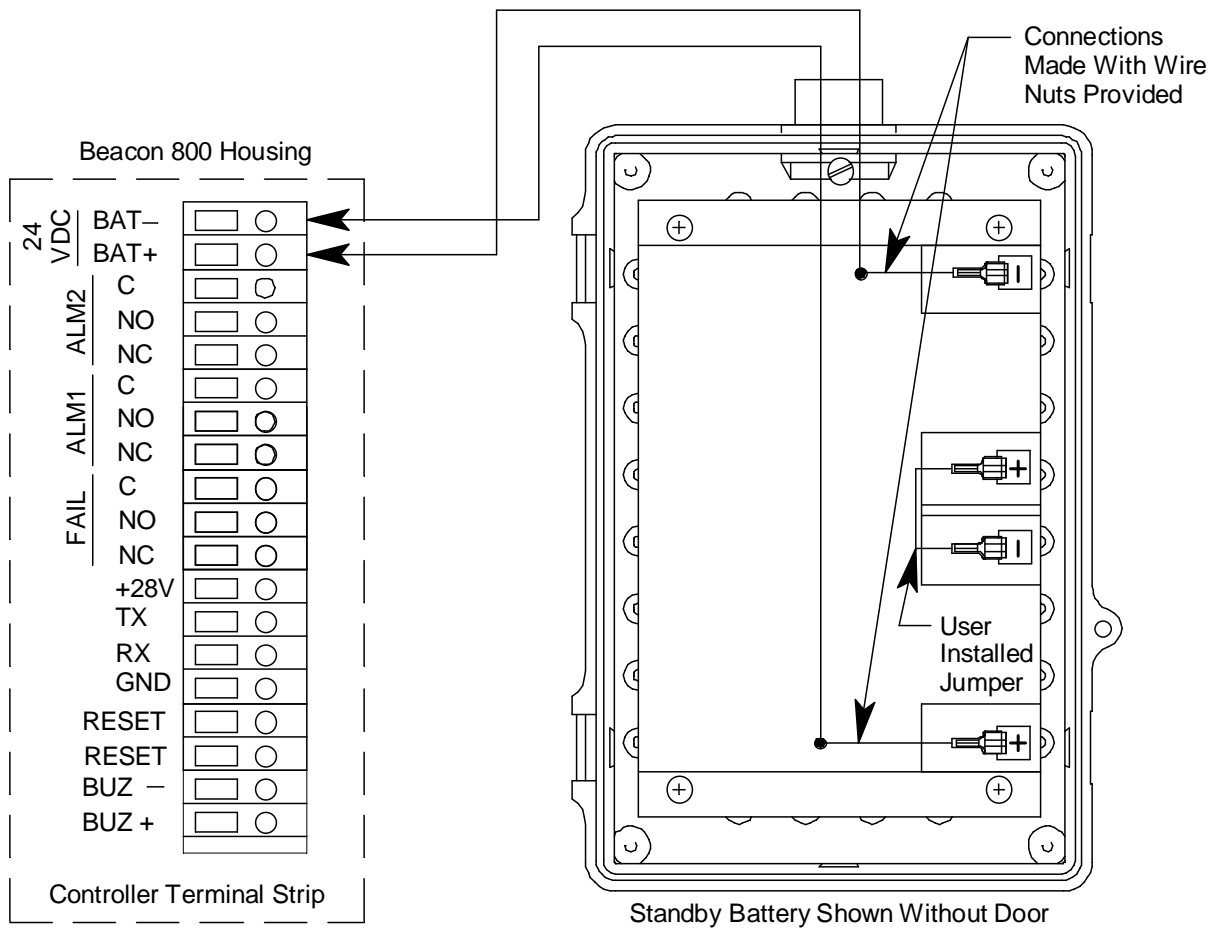 Connections
Made With Wire
Nuts Provided
Beacon 800 Housing
24
VDC
BAT—
BAT+
ALM2
C
NO
NC
ALM1
C
NO
NC
FAIL
C
NO
NC
+28V
TX
RX
GND
RESET
RESET
BUZ —
BUZ +
Controller Terminal Strip
–
+
–
+
User
Installed
Jumper
Standby Battery Shown Without Door